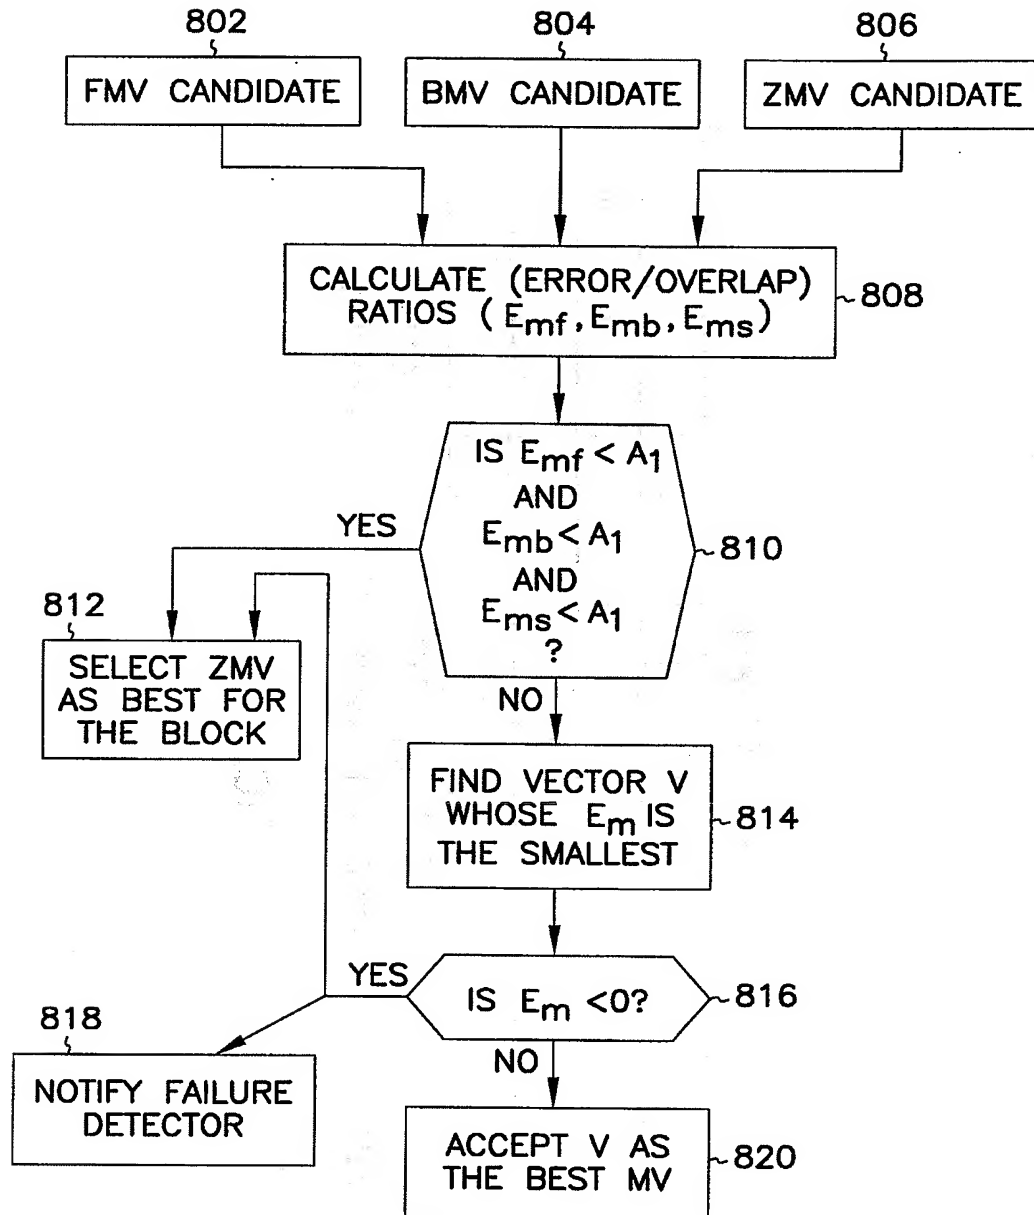 802
FMV CANDIDATE
804
BMV CANDIDATE
806
ZMV CANDIDATE
CALCULATE (ERROR/OVERLAP)
RATIOS (Emf, Emb, Ems)
808
IS Emf < A1
AND
Emb < A1
AND
Ems < A1
?
810
YES
NO
812
SELECT ZMV
AS BEST FOR
THE BLOCK
FIND VECTOR V
WHOSE Em IS
THE SMALLEST
814
IS Em <0?
816
YES
NO
818
NOTIFY FAILURE
DETECTOR
ACCEPT V AS
THE BEST MV
820